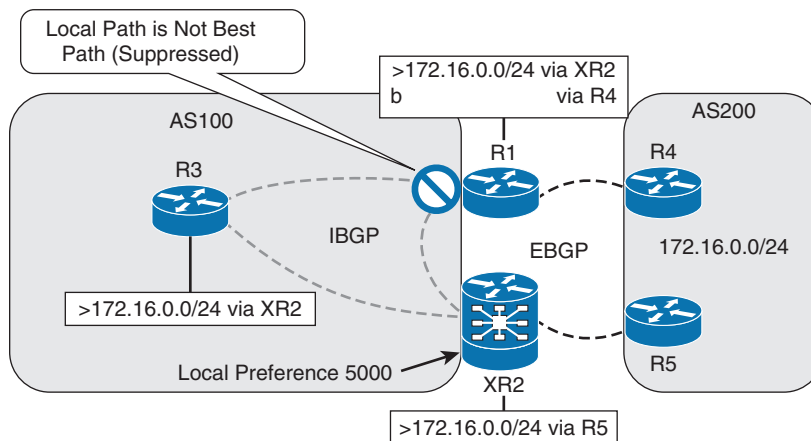 Local Path is Not Best
Path (Suppressed)
>172.16.0.0/24 via XR2
b via R4
AS100
AS200
R3
R1
R4
IBGP
EBGP
172.16.0.0/24
>172.16.0.0/24 via XR2
Local Preference 5000
XR2
R5
>172.16.0.0/24 via R5